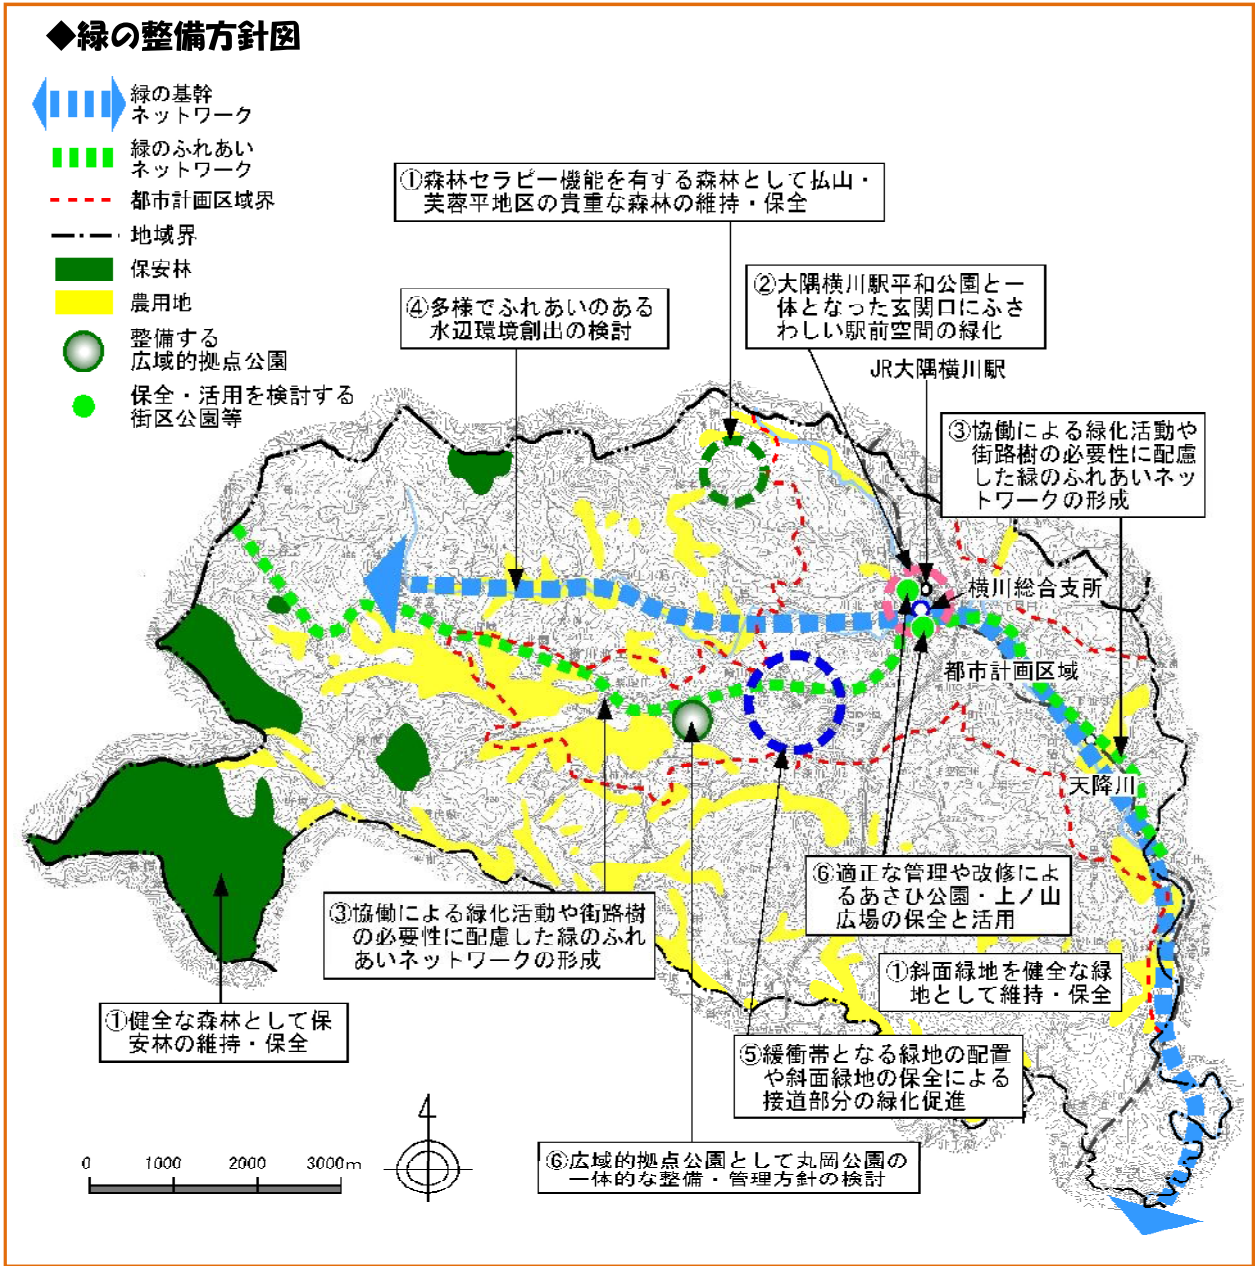 ◆緑の整備方針図
緑の基幹
ネットワーク
緑のふれあい
ネットワーク
都市計画区域界
地域界
保安林
農用地
整備する
広域的拠点公園
保全・活用を検討する
街区公園等
①森林セラピー機能を有する森林として払山・
芙蓉平地区の貴重な森林の維持・保全
④多様でふれあいのある
水辺環境創出の検討
②大隅横川駅平和公園と一
体となった玄関口にふさ
わしい駅前空間の緑化
JR大隅横川駅
③協働による緑化活動や
街路樹の必要性に配慮
した緑のふれあいネッ
トワークの形成
横川総合支所
都市計画区域
天降川
⑥適正な管理や改修によ
るあさひ公園・上ノ山
広場の保全と活用
③協働による緑化活動や街路樹
の必要性に配慮した緑のふれ
あいネットワークの形成
①斜面緑地を健全な緑
地として維持・保全
①健全な森林として保
安林の維持・保全
⑤緩衝帯となる緑地の配置
や斜面緑地の保全による
接道部分の緑化促進
⑥広域的拠点公園として丸岡公園の
一体的な整備・管理方針の検討
0 1000 2000 3000m
4